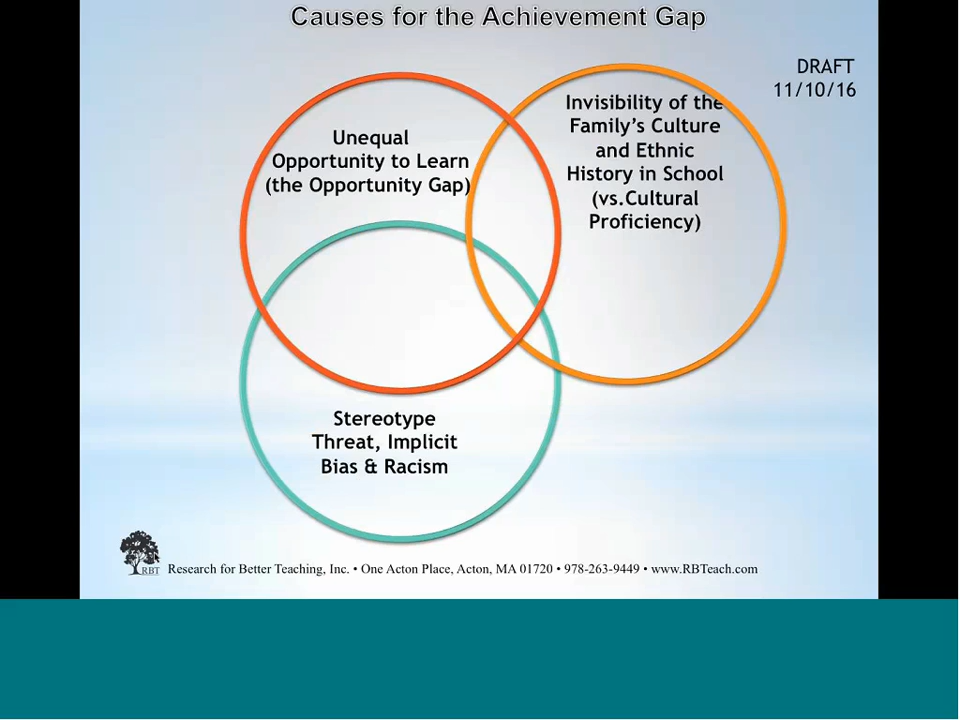 Causes for the Achievement Gap
DRAFT
11/10/16
Unequal
Opportunity to Learn
(the Opportunity Gap)
Invisibility of the
Family's Culture
and Ethnic
History in School
(vs.Cultural
Proficiency)
Stereotype
Threat, Implicit
Bias & Racism
RBT
Research for Better Teaching, Inc. • One Acton Place, Acton, MA 01720 • 978-263-9449 • www.RBTeach.com